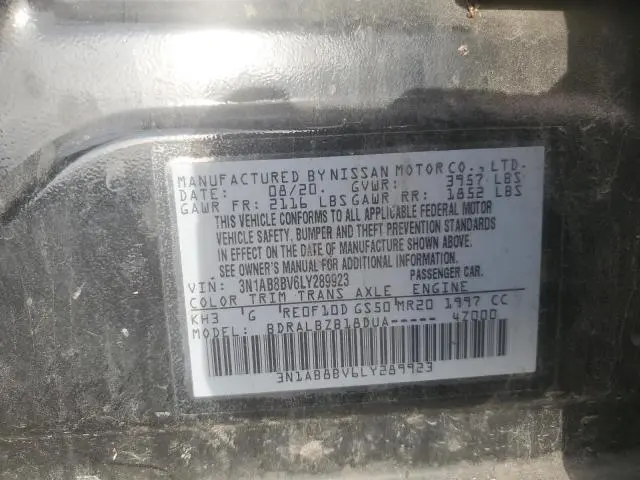 MANUFACTURED BY NISSAN MOTOR CO., LTD.
DATE: 08/20. GVWR: 3957 LBS
GAWR FR: 2116 LBS GAWR RR: 1852 LBS
THIS VEHICLE CONFORMS TO ALL APPLICABLE FEDERAL MOTOR
VEHICLE SAFETY, BUMPER AND THEFT PREVENTION STANDARDS
IN EFFECT ON THE DATE OF MANUFACTURE SHOWN ABOVE.
SEE OWNER'S MANUAL FOR ADDITIONAL INFORMATION.
VIN: 3N1AB8BV6LY289923 PASSENGER CAR.
COLOR TRIM TRANS AXLE ENGINE
KH3 G RE0F10D GS50 MR20 1997 CC
MODEL: BDRALBZB18DUA----- 4Z000
3N1AB8BV6LY289923